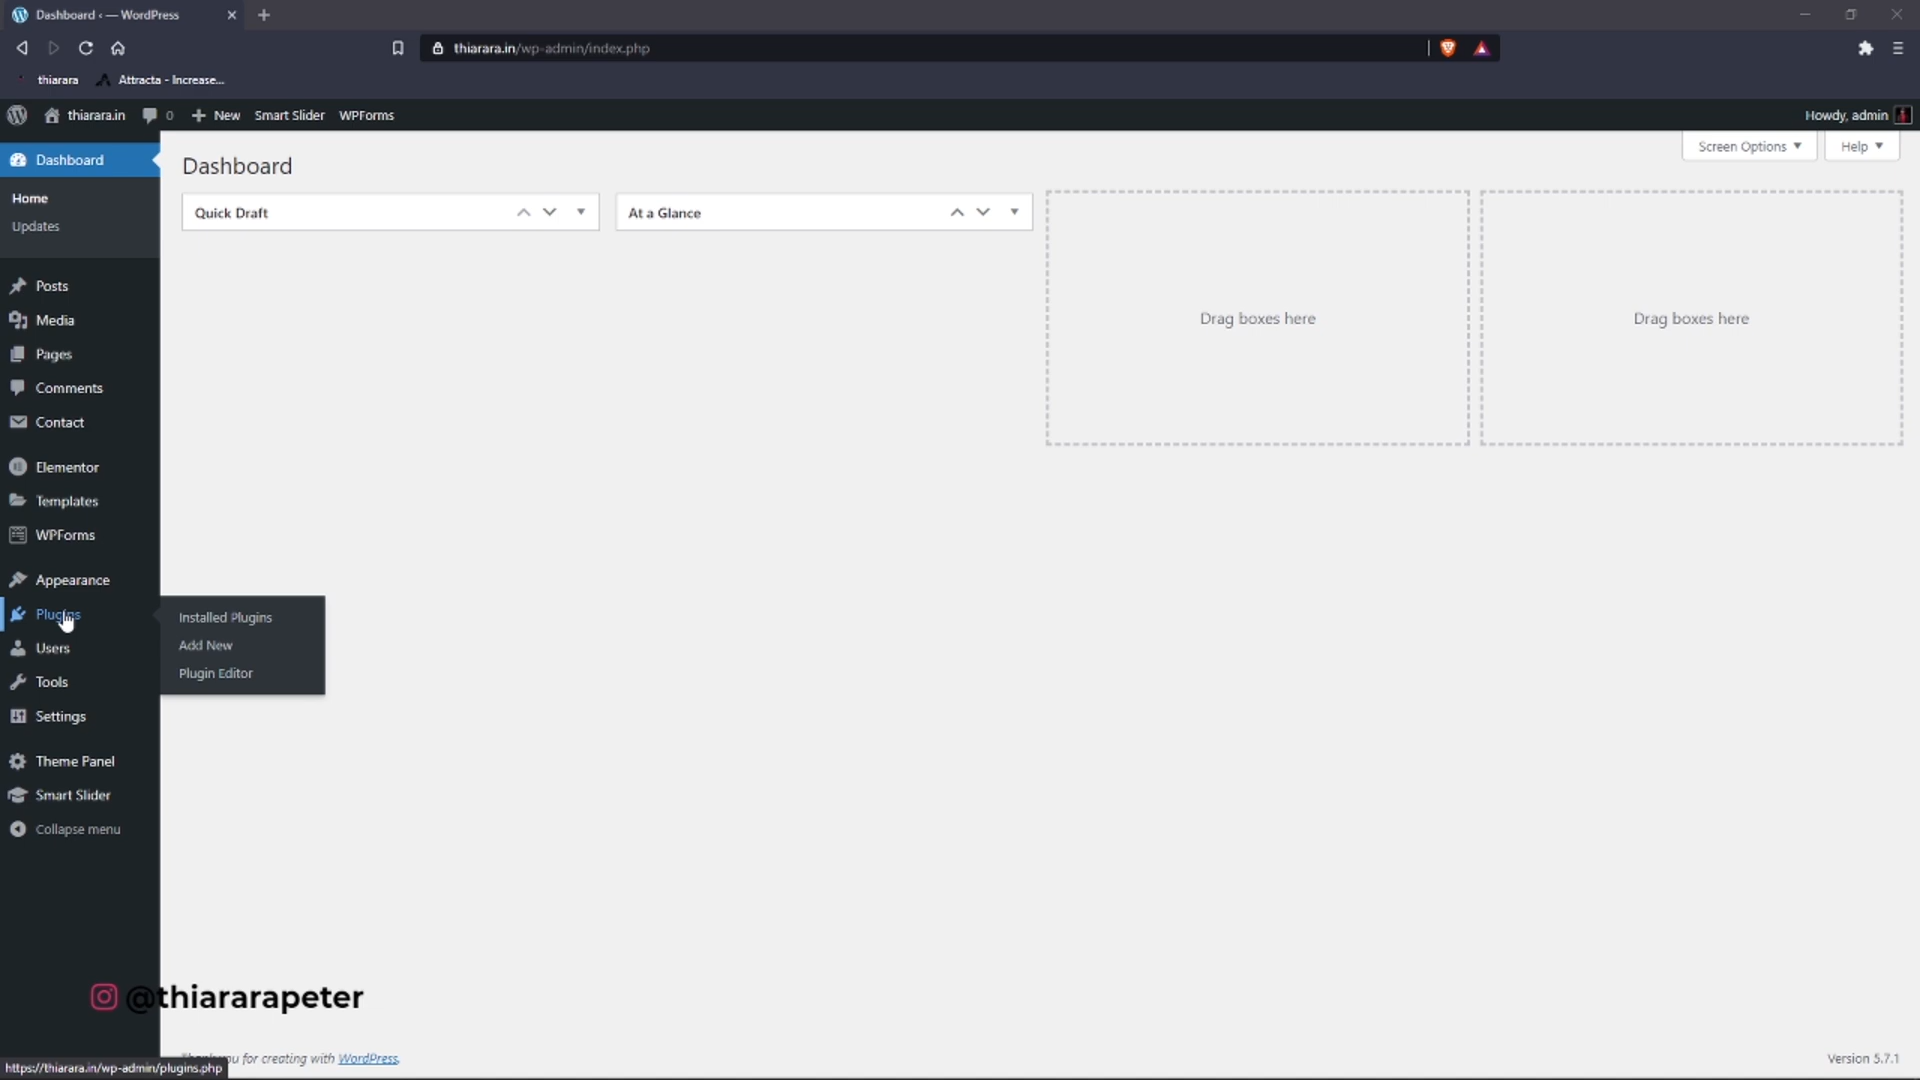 Dashboard ‹ — WordPress
thiarara.in/wp-admin/index.php
thiarara
Attracta - Increase...
thiarara.in
0
New
Smart Slider
WPForms
Howdy, admin
Dashboard
Home
Updates
Posts
Media
Pages
Comments
Contact
Elementor
Templates
WPForms
Appearance
Plugins
Users
Tools
Settings
Theme Panel
Smart Slider
Collapse menu
Installed Plugins
Add New
Plugin Editor
Dashboard
Screen Options
Help
Quick Draft
At a Glance
Drag boxes here
Drag boxes here
@thiararapeter
you for creating with WordPress.
Version 5.7.1
https://thiarara.in/wp-admin/plugins.php